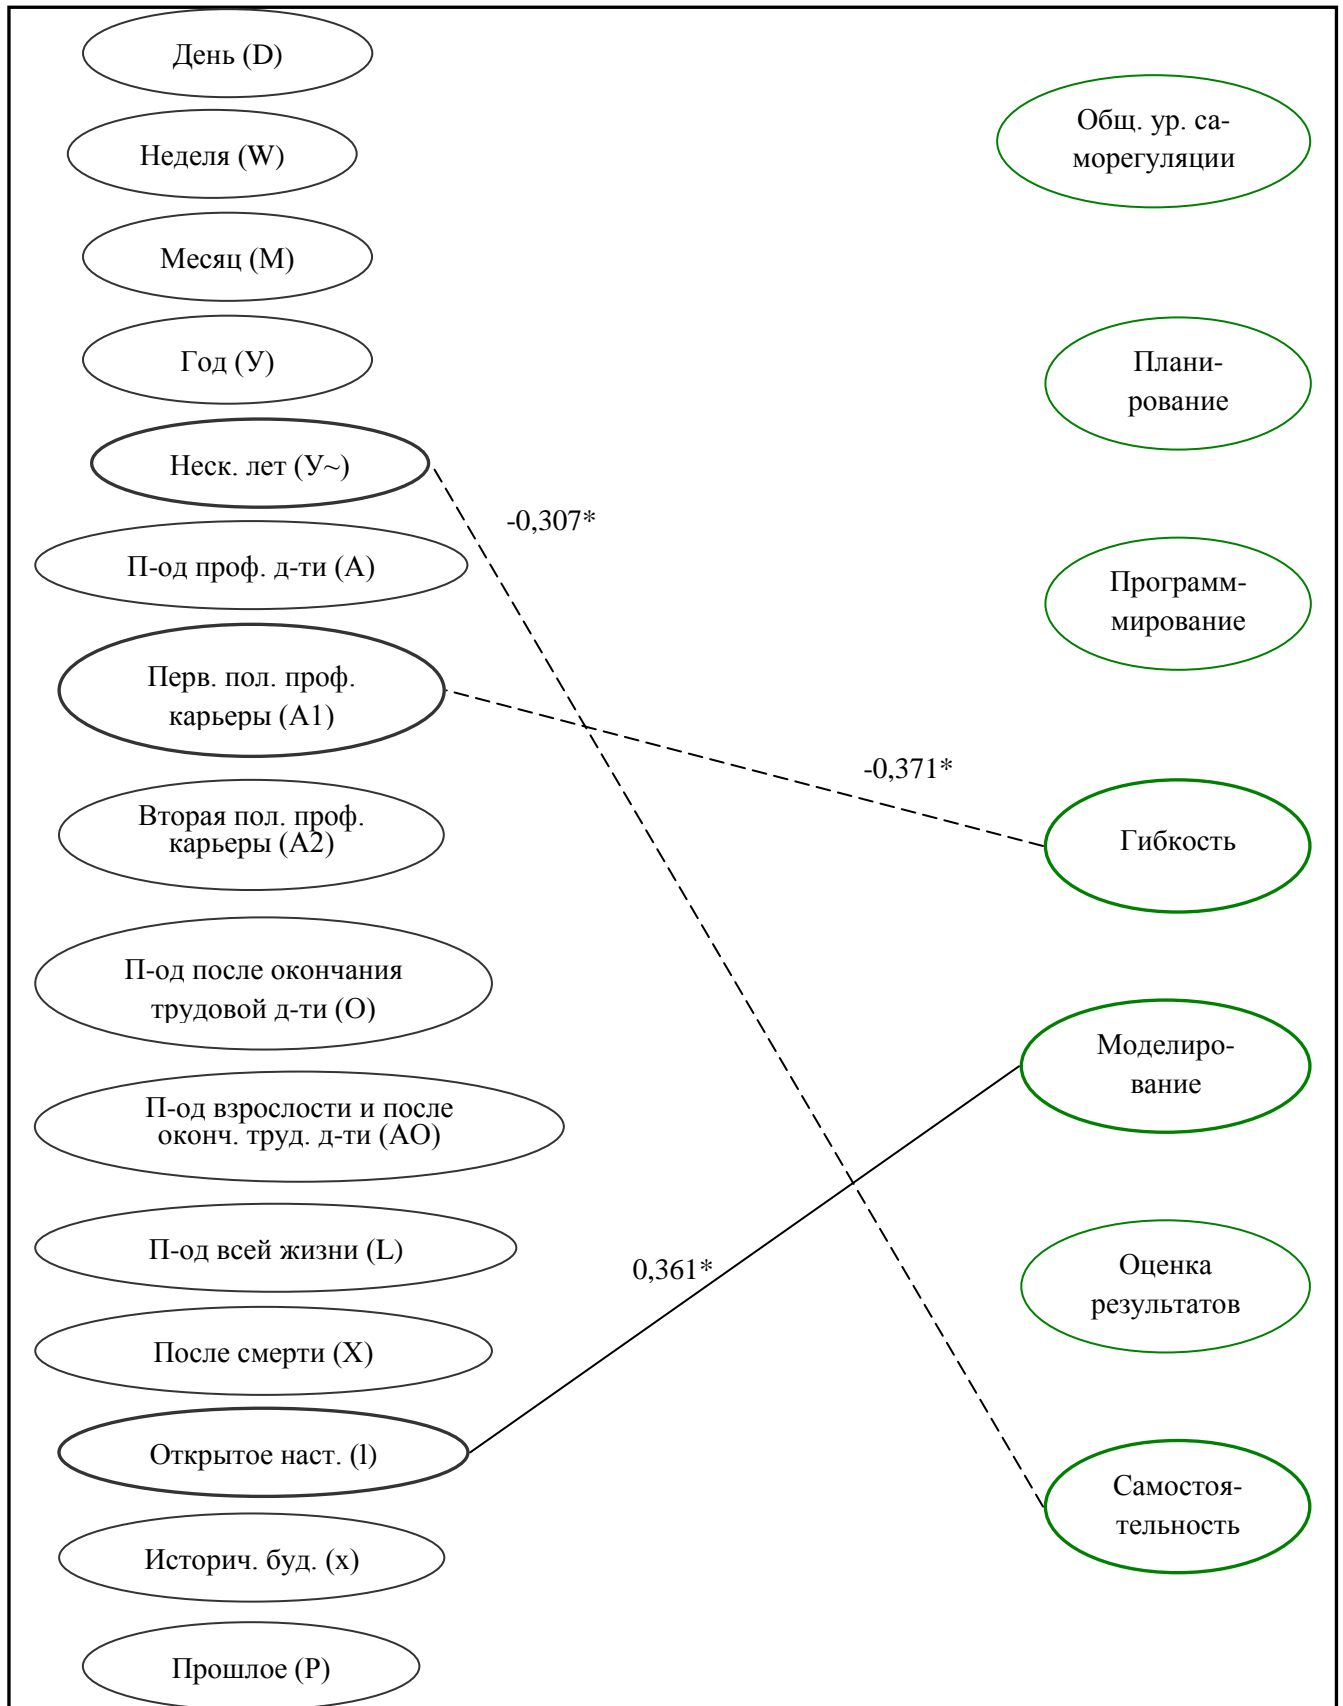 День (D)
Неделя (W)
Месяц (М)
Год (У)
Неск. лет (У~)
П-од проф. д-ти (А)
Перв. пол. проф.
карьеры (А1)
Вторая пол. проф.
карьеры (А2)
П-од после окончания
трудовой д-ти (О)
П-од взрослости и после
оконч. труд. д-ти (АО)
П-од всей жизни (L)
После смерти (Х)
Открытое наст. (l)
Историч. буд. (х)
Прошлое (Р)
-0,307*
-0,371*
0,361*
Общ. ур. са-
морегуляции
Плани-
рование
Программ-
мирование
Гибкость
Моделиро-
вание
Оценка
результатов
Самостоя-
тельность